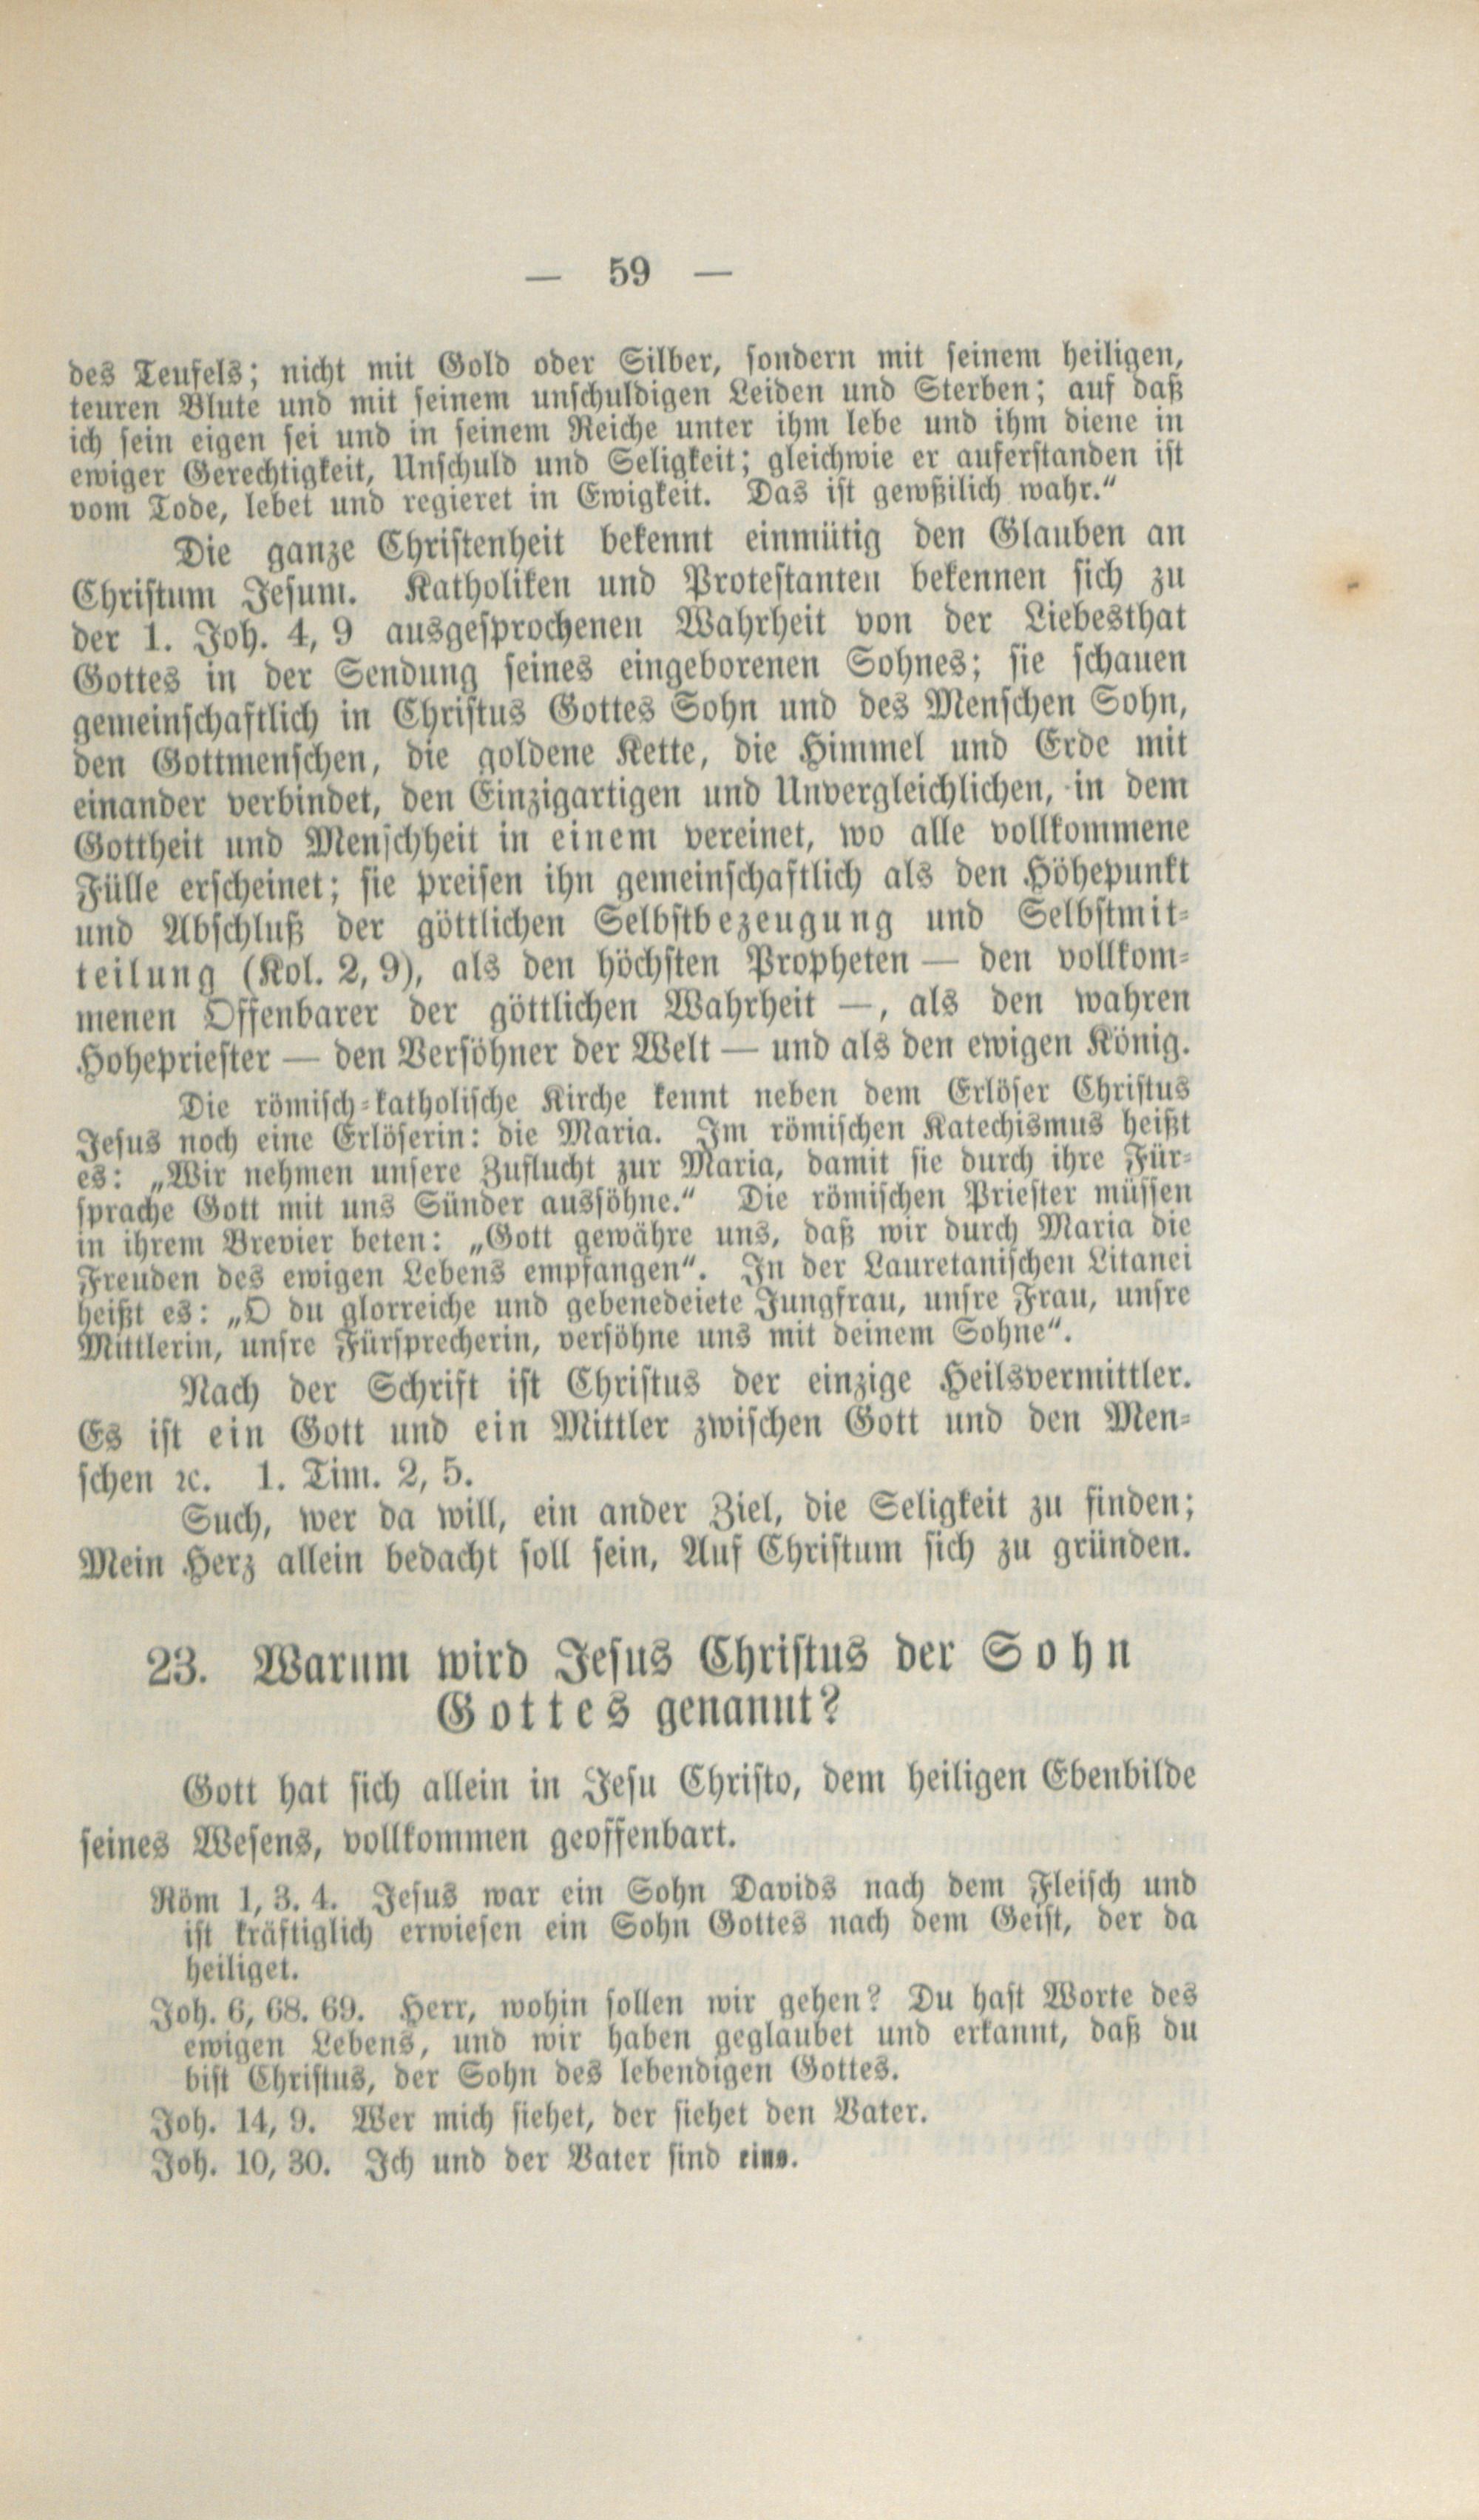 — 59 —
des Teufels; nicht mit Gold oder Silber, sondern mit seinem heiligen,
teuren Blute und mit seinem unschuldigen Leiden und Sterben; auf daß
ich sein eigen sei und in seinem Reiche unter ihm lebe und ihm diene in
ewiger Gerechtigkeit, Unschuld und Seligkeit; gleichwie er auferstanden ist
vom Tode, lebet und regieret in Ewigkeit. Das ist gewßilich wahr.“
Die ganze Christenheit bekennt einmütig den Glauben an
Christum Jesum. Katholiken und Protestanten bekennen sich zu
der 1. Joh. 4, 9 ausgesprochenen Wahrheit von der Liebesthat
Gottes in der Sendung seines eingeborenen Sohnes; sie schauen
gemeinschaftlich in Christus Gottes Sohn und des Menschen Sohn,
den Gottmenschen, die goldene Kette, die Himmel und Erde mit
einander verbindet, den Einzigartigen und Unvergleichlichen, in dem
Gottheit und Menschheit in einem vereinet, wo alle vollkommene
Fülle erscheinet; sie preisen ihn gemeinschaftlich als den Höhepunkt
und Abschluß der göttlichen Selbstbezeugung und Selbstmit-
teilung (Kol. 2, 9), als den höchsten Propheten — den vollkom-
menen Offenbarer der göttlichen Wahrheit —, als den wahren
Hohepriester — den Versöhner der Welt — und als den ewigen König.
Die römisch-katholische Kirche kennt neben dem Erlöser Christus
Jesus noch eine Erlöserin: die Maria. Im römischen Katechismus heißt
es: „Wir nehmen unsere Zuflucht zur Maria, damit sie durch ihre Für-
sprache Gott mit uns Sünder aussöhne.“ Die römischen Priester müssen
in ihrem Brevier beten: „Gott gewähre uns, daß wir durch Maria die
Freuden des ewigen Lebens empfangen“. In der Lauretanischen Litanei
heißt es: „O du glorreiche und gebenedeiete Jungfrau, unsre Frau, unsre
Mittlerin, unsre Fürsprecherin, versöhne uns mit deinem Sohne“.
Nach der Schrift ist Christus der einzige Heilsvermittler.
Es ist ein Gott und ein Mittler zwischen Gott und den Men-
schen ꝛc. 1. Tim. 2, 5.
Such, wer da will, ein ander Ziel, die Seligkeit zu finden;
Mein Herz allein bedacht soll sein, Auf Christum sich zu gründen.
23. Warum wird Jesus Christus der Sohn
Gottes genannt?
Gott hat sich allein in Jesu Christo, dem heiligen Ebenbilde
seines Wesens, vollkommen geoffenbart.
Röm 1, 3. 4. Jesus war ein Sohn Davids nach dem Fleisch und
ist kräftiglich erwiesen ein Sohn Gottes nach dem Geist, der da
heiliget.
Joh. 6, 68. 69. Herr, wohin sollen wir gehen? Du hast Worte des
ewigen Lebens, und wir haben geglaubet und erkannt, daß du
bist Christus, der Sohn des lebendigen Gottes.
Joh. 14, 9. Wer mich siehet, der siehet den Vater.
Joh. 10, 30. Ich und der Vater sind eins.